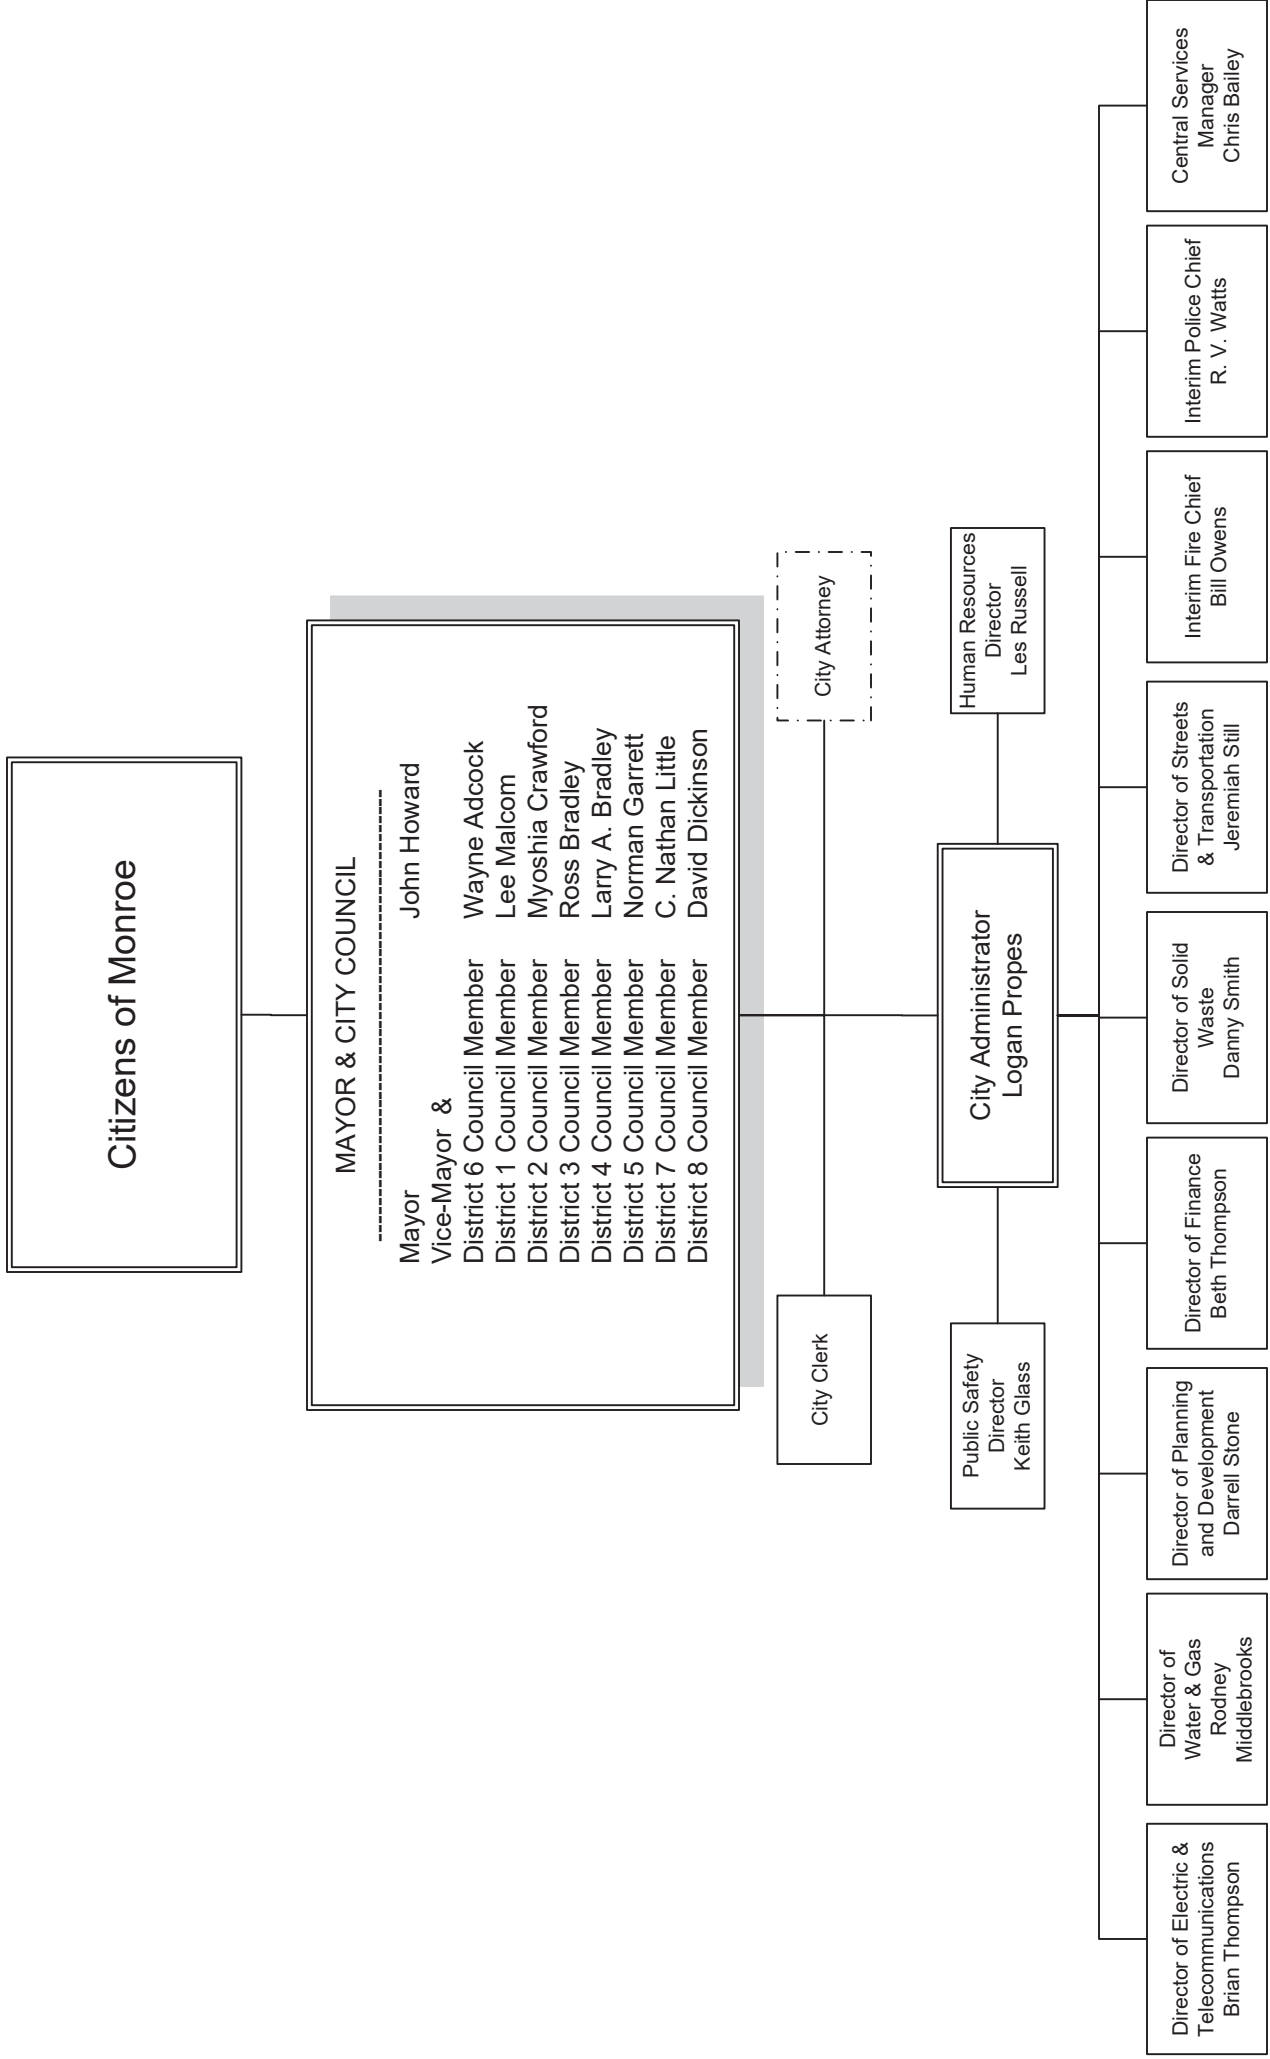 Citizens of Monroe
MAYOR & CITY COUNCIL
Mayor John Howard
Vice-Mayor &
District 6 Council Member Wayne Adcock
District 1 Council Member Lee Malcom
District 2 Council Member Myoshia Crawford
District 3 Council Member Ross Bradley
District 4 Council Member Larry A. Bradley
District 5 Council Member Norman Garrett
District 7 Council Member C. Nathan Little
District 8 Council Member David Dickinson
City Clerk
City Attorney
Public Safety
Director
Keith Glass
City Administrator
Logan Propes
Human Resources
Director
Les Russell
Director of Electric &
Telecommunications
Brian Thompson
Director of
Water & Gas
Rodney
Middlebrooks
Director of Planning
and Development
Darrell Stone
Director of Finance
Beth Thompson
Director of Solid
Waste
Danny Smith
Director of Streets
& Transportation
Jeremiah Still
Interim Fire Chief
Bill Owens
Interim Police Chief
R. V. Watts
Central Services
Manager
Chris Bailey